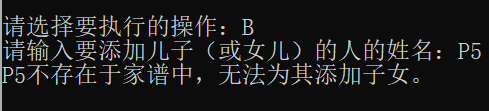 请选择要执行的操作：B
请输入要添加儿子（或女儿）的人的姓名：P5
P5不存在于家谱中，无法为其添加子女。